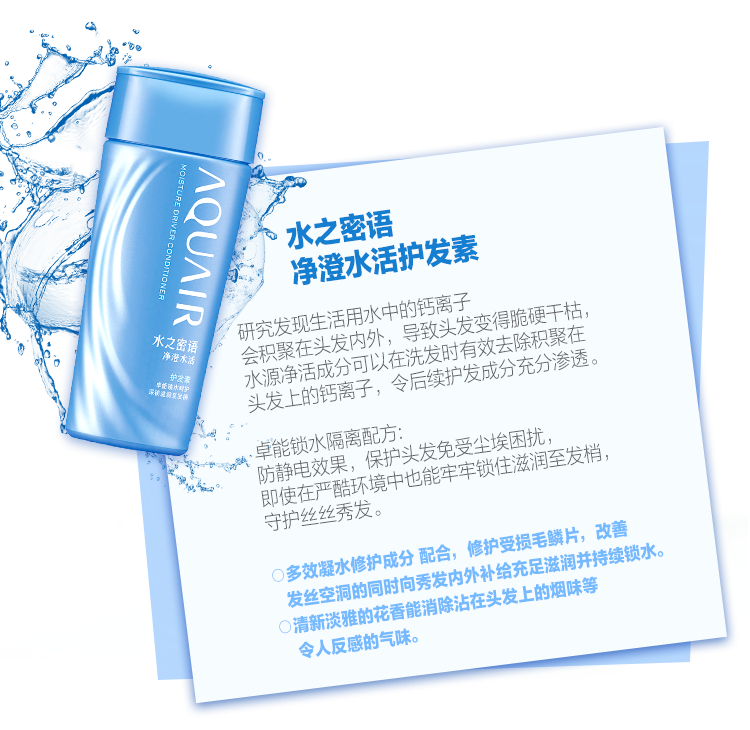 AQUAIR
MOISTURE DRIVER CONDITIONER
水之密语
净澄水活
护发素
水之密语
净澄水活护发素
研究发现生活用水中的钙离子
会积聚在头发内外，导致头发变得脆硬干枯，
水源净活成分可以在洗发时有效去除积聚在
头发上的钙离子，令后续护发成分充分渗透。
卓能锁水隔离配方:
防静电效果，保护头发免受尘埃困扰，
即使在严酷环境中也能牢牢锁住滋润至发梢，
守护丝丝秀发。
○多效凝水修护成分 配合，修护受损毛鳞片，改善
发丝空洞的同时向秀发内外补给充足滋润并持续锁水。
○清新淡雅的花香能消除沾在头发上的烟味等
令人反感的气味。